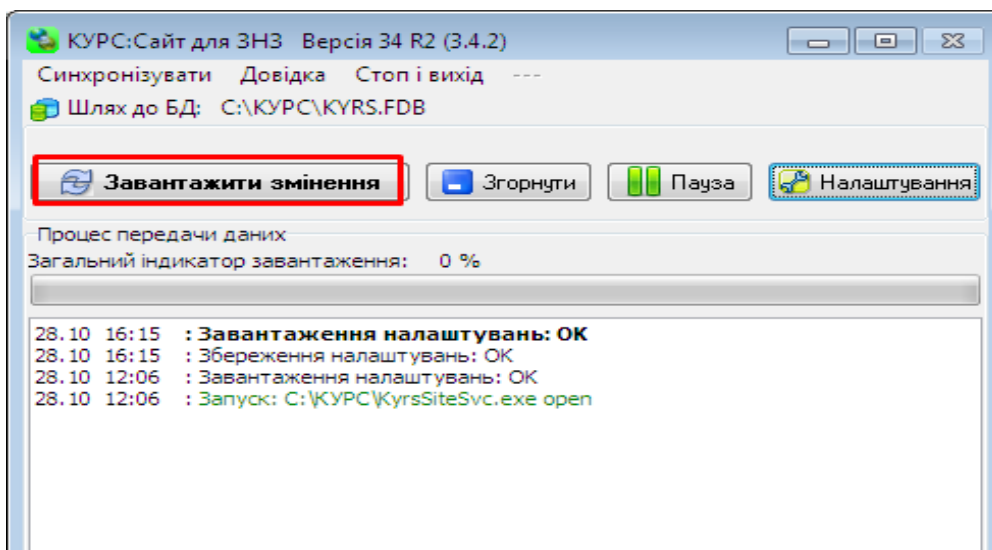 КУРС:Сайт для ЗНЗ Версія 34 R2 (3.4.2)
Синхронізувати Довідка Стоп і вихід ---
Шлях до БД: C:\КУРС\KYRS.FDB
Завантажити змінення Згорнути Пауза Налаштування
Процес передачи даних
Загальний індикатор завантаження: 0 %
28.10 16:15 : Завантаження налаштувань: OK
28.10 16:15 : Збереження налаштувань: OK
28.10 12:06 : Завантаження налаштувань: OK
28.10 12:06 : Запуск: C:\КУРС\KyrsSiteSvc.exe open